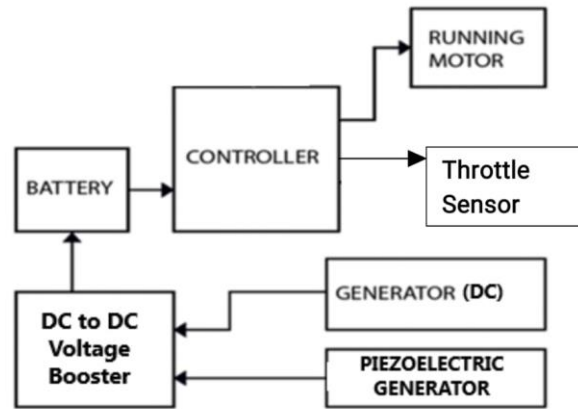 RUNNING
MOTOR
CONTROLLER
Throttle
Sensor
BATTERY
GENERATOR (DC)
DC to DC
Voltage
Booster
PIEZOELECTRIC
GENERATOR